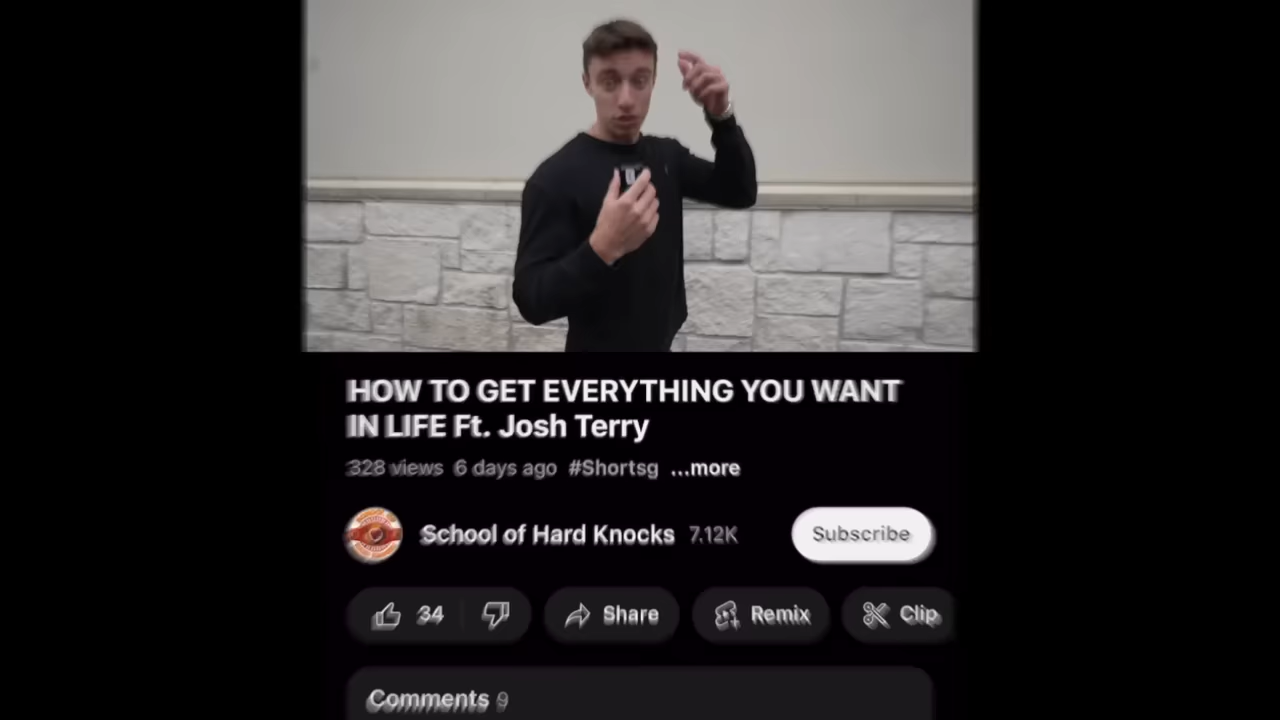 HOW TO GET EVERYTHING YOU WANT
IN LIFE Ft. Josh Terry
328 views 6 days ago #Shortsg ...more
School of Hard Knocks 7.12K
Subscribe
34
Share
Remix
Clip
Comments 9